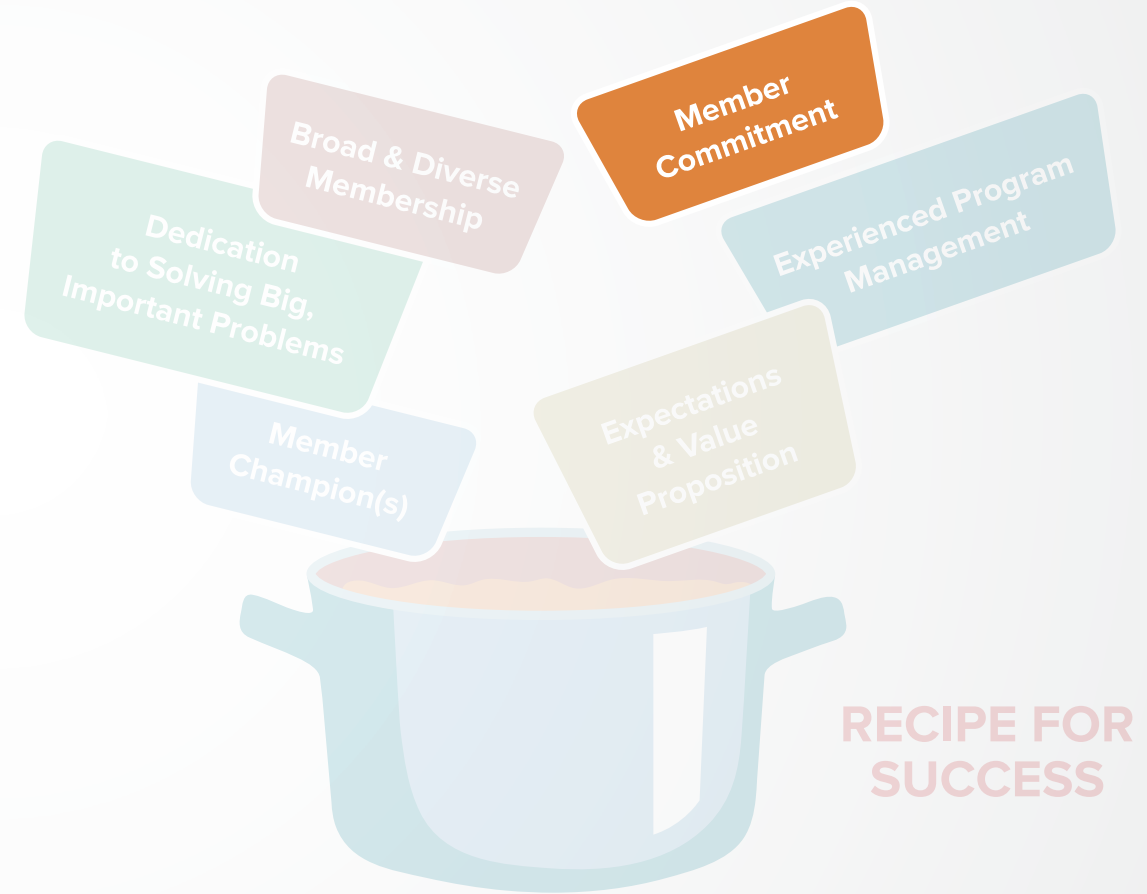 Member
Commitment
Broad & Diverse
Membership
Experienced Program
Management
Dedication
to Solving Big,
Important Problems
Expectations
& Value
Proposition
Member
Champion(s)
RECIPE FOR
SUCCESS